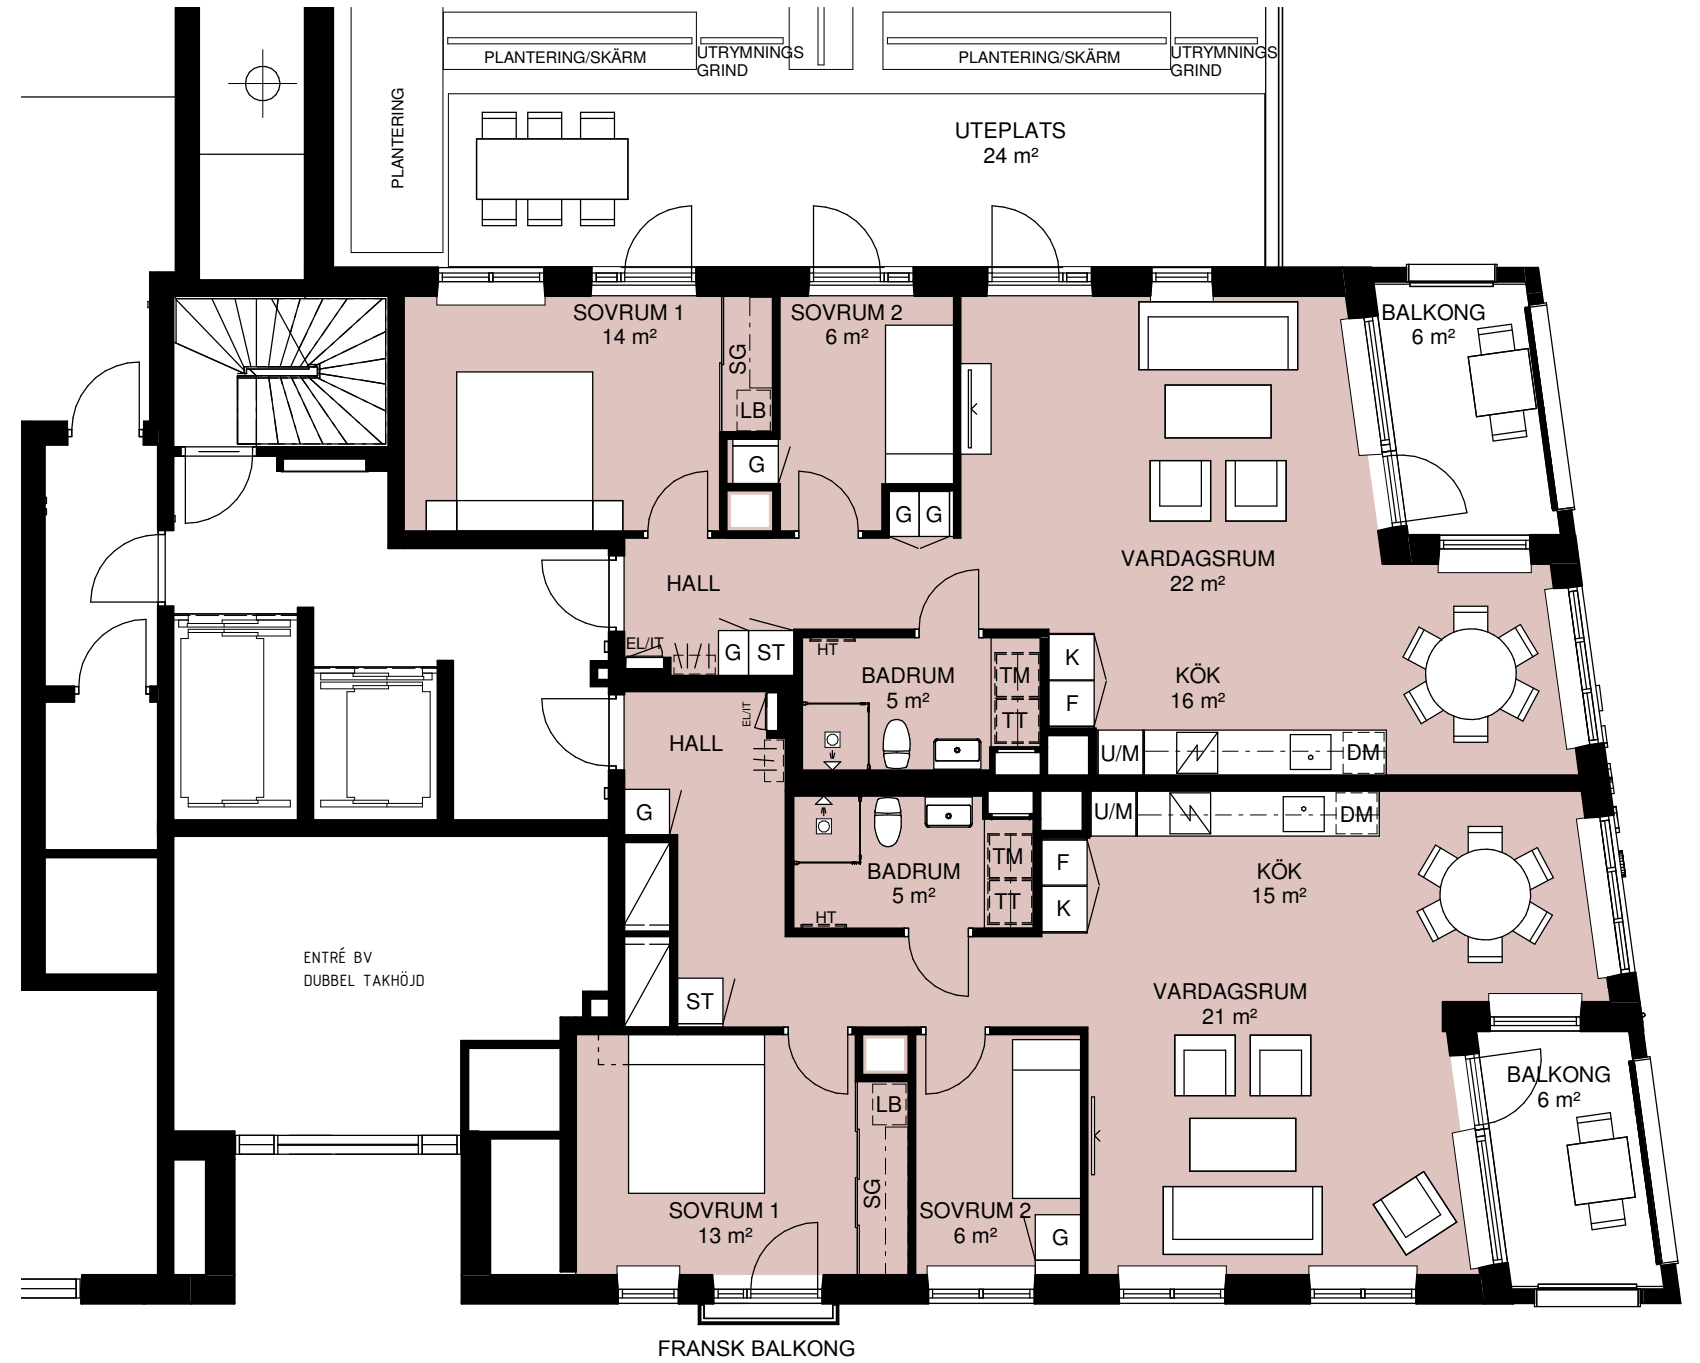 PLANTERING/SKÄRM
UTRYMNINGS
GRIND
PLANTERING/SKÄRM
UTRYMNINGS
GRIND
PLANTERING
UTEPLATS
24 m²
SOVRUM 1
14 m²
SG
LB
G
SOVRUM 2
6 m²
G G
BALKONG
6 m²
VARDAGSRUM
22 m²
HALL
EL/IT
G ST
HT
BADRUM
5 m²
TM
TT
K
F
KÖK
16 m²
U/M
DM
HALL
EL/IT
G
U/M
DM
BADRUM
5 m²
HT
TM
TT
F
K
KÖK
15 m²
ENTRÉ BV
DUBBEL TAKHÖJD
ST
VARDAGSRUM
21 m²
LB
SG
SOVRUM 1
13 m²
SOVRUM 2
6 m²
G
BALKONG
6 m²
FRANSK BALKONG